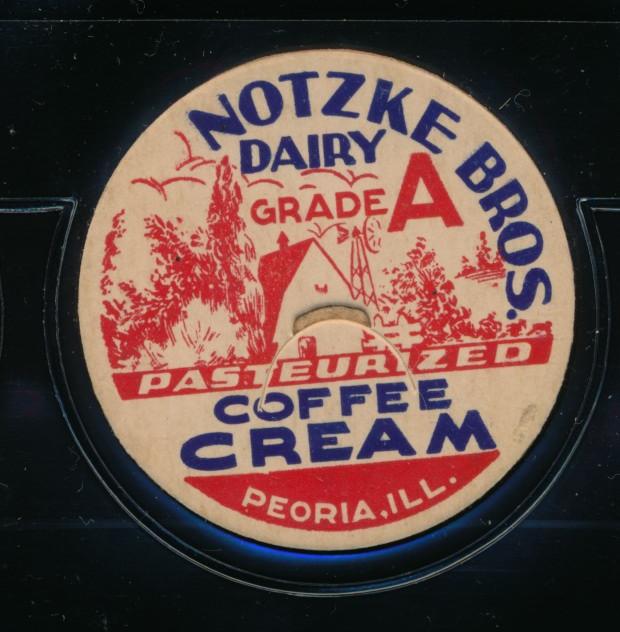 NOTZKE BROS.
DAIRY
GRADE A
PASTEURIZED
COFFEE
CREAM
PEORIA, ILL.